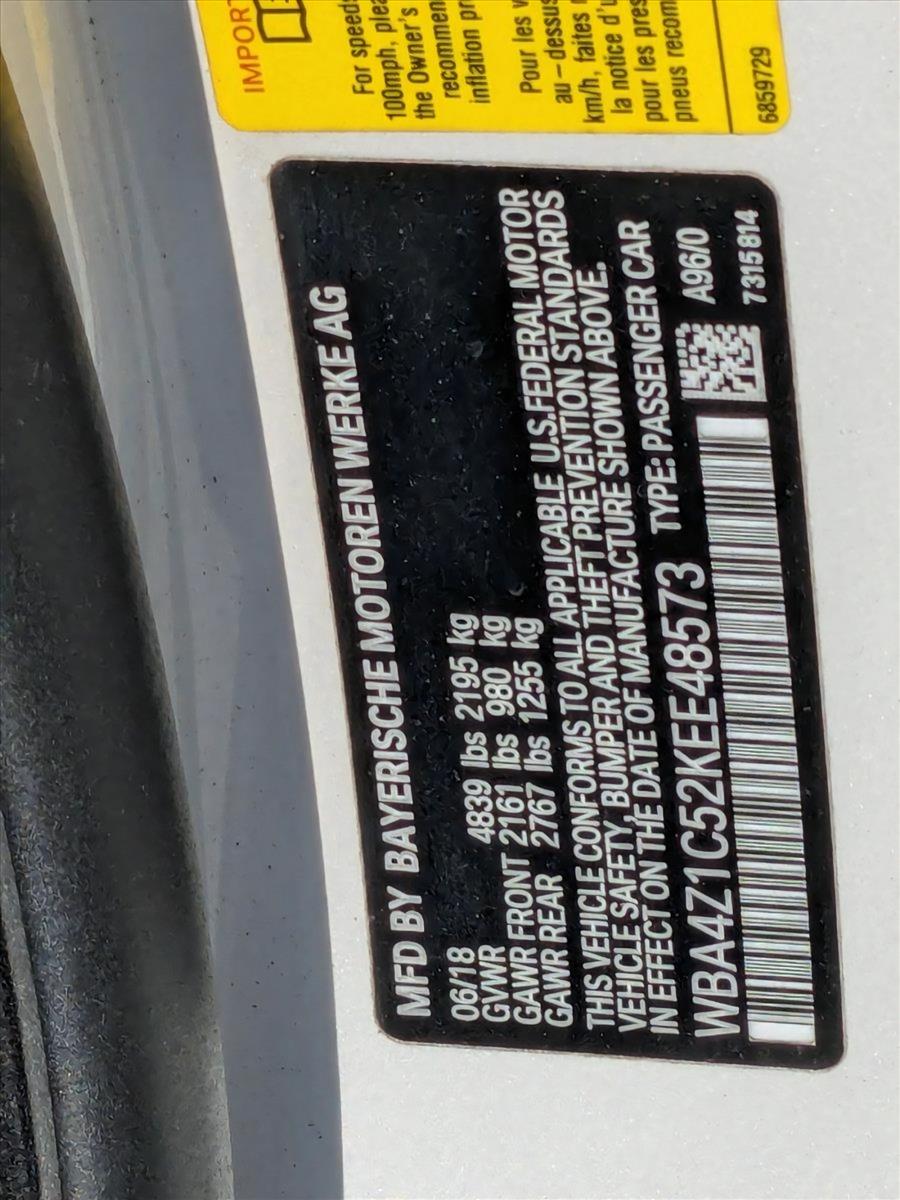 MFD BY BAYERISCHE MOTOREN WERKE AG
06/18
GVWR 4839 lbs 2195 kg
GAWR FRONT 2161 lbs 980 kg
GAWR REAR 2767 lbs 1255 kg
THIS VEHICLE CONFORMS TO ALL APPLICABLE U.S.FEDERAL MOTOR
VEHICLE SAFETY, BUMPER AND THEFT PREVENTION STANDARDS
IN EFFECT ON THE DATE OF MANUFACTURE SHOWN ABOVE.
WBA4Z1C52KEE48573 TYPE: PASSENGER CAR
A96/0
7315814
IMPORT
For speeds
100mph, plea
the Owner's
recommen
inflation pr
Pour les v
au-dessus
km/h, faites
la notice d'u
pour les pres
pneus recom
6859729